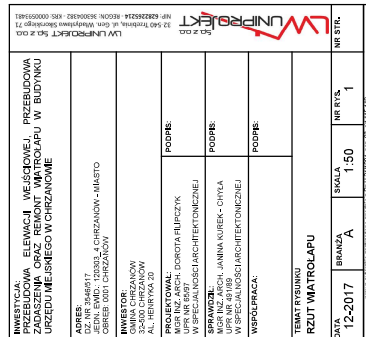 LW UNIPROJEKT Sp. z o.o.
LW UNIPROJEKT Sp. z o.o.
32-540 Trzebinia, ul. Gen. Władysława Sikorskiego 71
NIP: 6282265214 - REGON: 363004382 - KRS: 0000593481
INWESTYCJA:
PRZEBUDOWA ELEWACJI WEJŚCIOWEJ, PRZEBUDOWA
ZADASZENIA ORAZ REMONT WIATROŁAPU W BUDYNKU
URZĘDU MIEJSKIEGO W CHRZANOWIE
ADRES:
DZ. NR 3546/517
JEDN. EWID.: 120303_4 CHRZANÓW - MIASTO
OBRĘB: 0001 CHRZANÓW
INWESTOR:
GMINA CHRZANÓW
32-500 CHRZANÓW
AL. HENRYKA 20
PROJEKTOWAŁ:
MGR INŻ. ARCH. DOROTA FILIPCZYK
UPR NR 65/97
W SPECJALNOŚCI ARCHITEKTONICZNEJ
PODPIS:
SPRAWDZIŁ:
MGR INŻ. ARCH. JANINA KUREK - CHYŁA
UPR NR 491/89
W SPECJALNOŚCI ARCHITEKTONICZNEJ
PODPIS:
WSPÓŁPRACA:
PODPIS:
TEMAT RYSUNKU
RZUT WIATROŁAPU
DATA
12-2017
BRANŻA
A
SKALA
1:50
NR RYS.
1
NR STR.